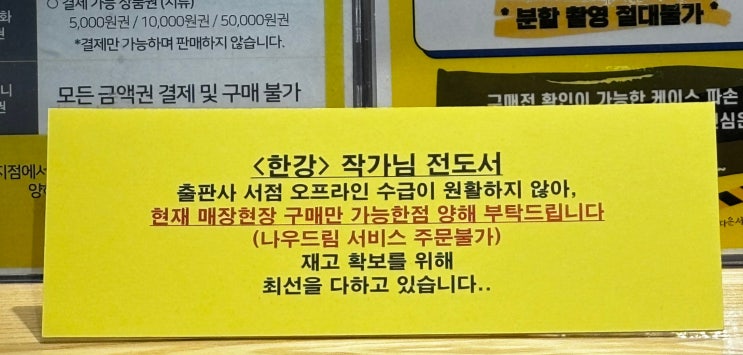 ○ 결제 가능 상품권 (지류)
5,000원권 / 10,000원권 / 50,000원권
*결제만 가능하며 판매하지 않습니다.
모든 금액권 결제 및 구매 불가
* 분할 촬영 절대불가 *
구매전 확인이 가능한 케이스 파손
<한강> 작가님 전도서
출판사 서점 오프라인 수급이 원활하지 않아,
현재 매장현장 구매만 가능한점 양해 부탁드립니다
(나우드림 서비스 주문불가)
재고 확보를 위해
최선을 다하고 있습니다..